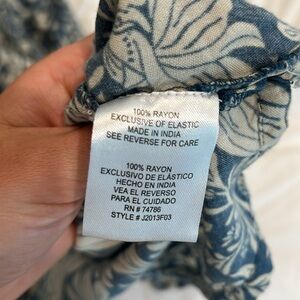 100% RAYON
EXCLUSIVE OF ELASTIC
MADE IN INDIA
SEE REVERSE FOR CARE
100% RAYON
EXCLUSIVO DE ELÁSTICO
HECHO EN INDIA
VEA EL REVERSO
PARA EL CUIDADO
RN # 74786
STYLE # J2013F03